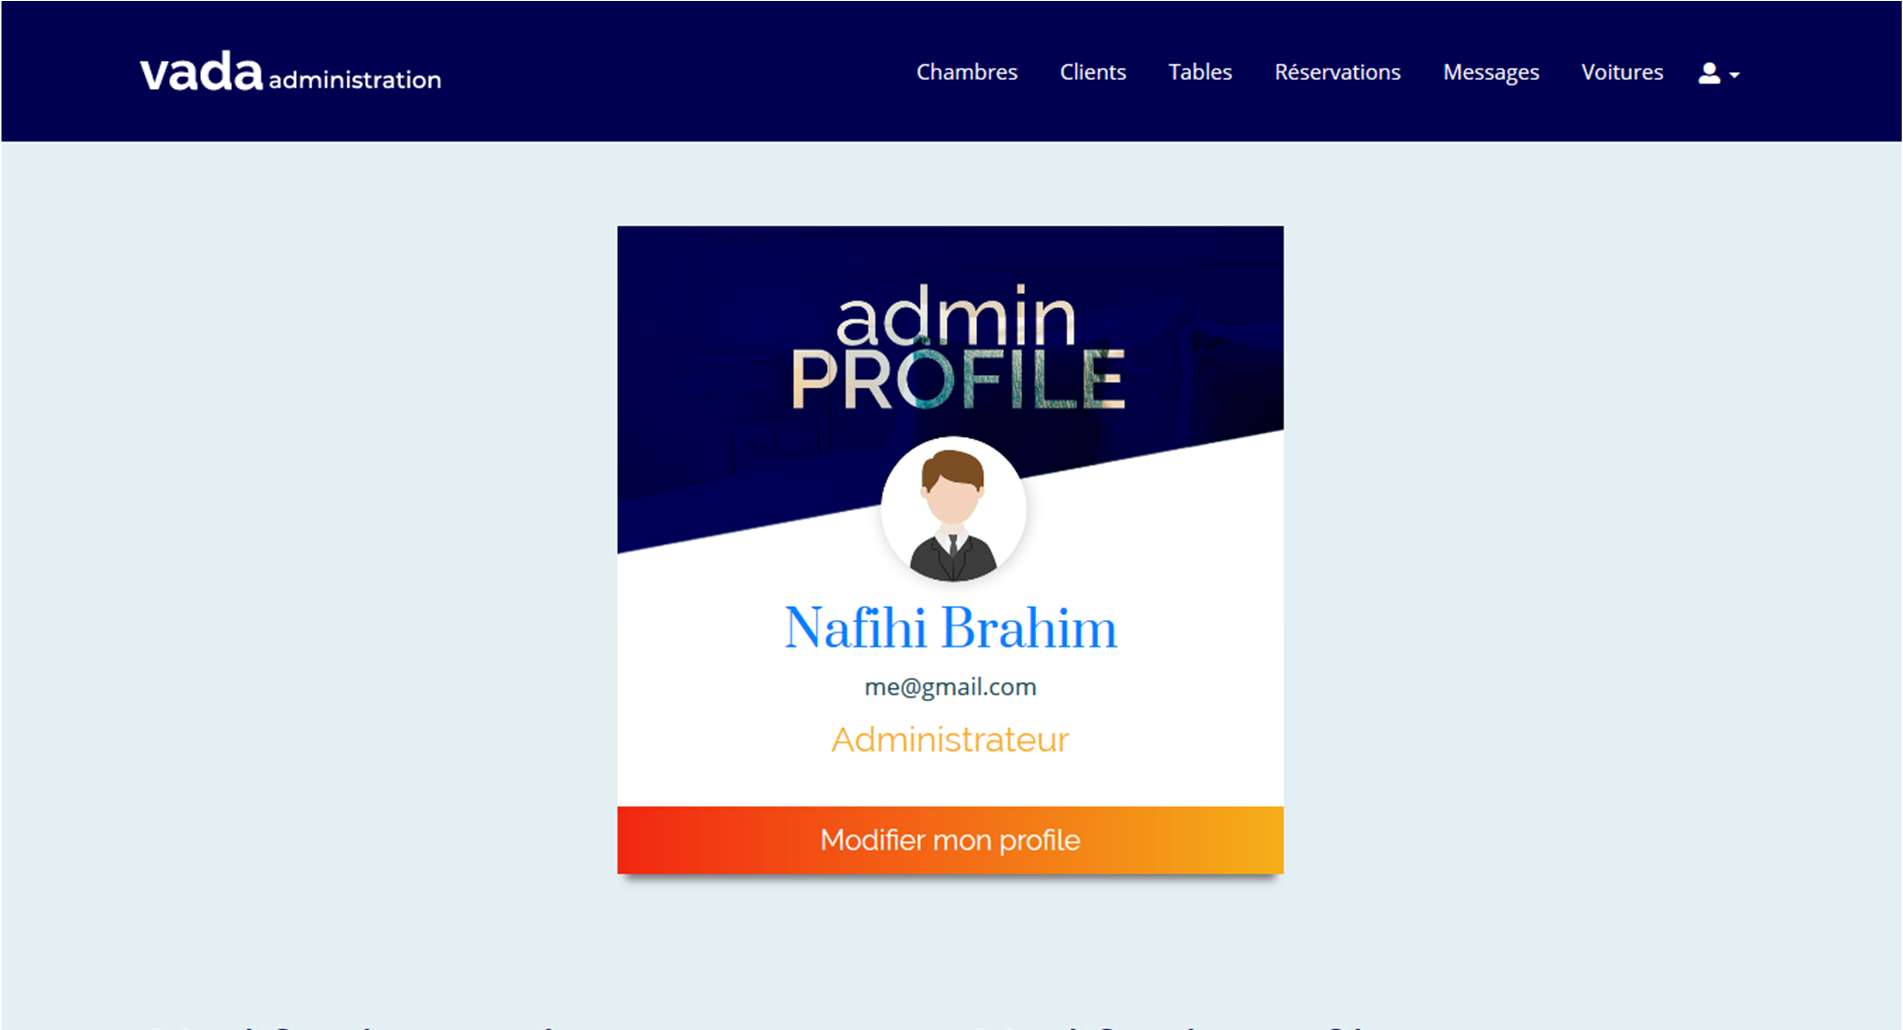 vada administration
Chambres Clients Tables Réservations Messages Voitures
admin
PROFILE
Nafihi Brahim
me@gmail.com
Administrateur
Modifier mon profile